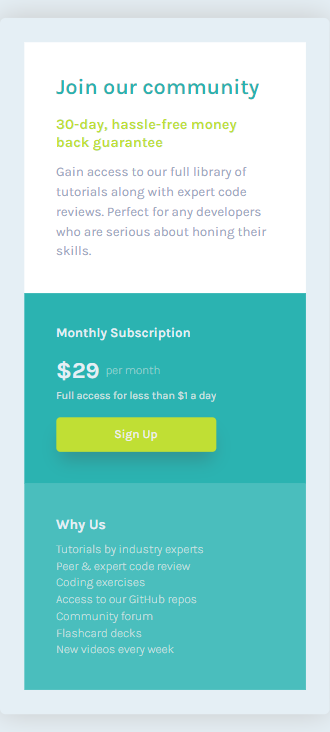 Join our community
30-day, hassle-free money
back guarantee
Gain access to our full library of
tutorials along with expert code
reviews. Perfect for any developers
who are serious about honing their
skills.
Monthly Subscription
$29 per month
Full access for less than $1 a day
Sign Up
Why Us
Tutorials by industry experts
Peer & expert code review
Coding exercises
Access to our GitHub repos
Community forum
Flashcard decks
New videos every week